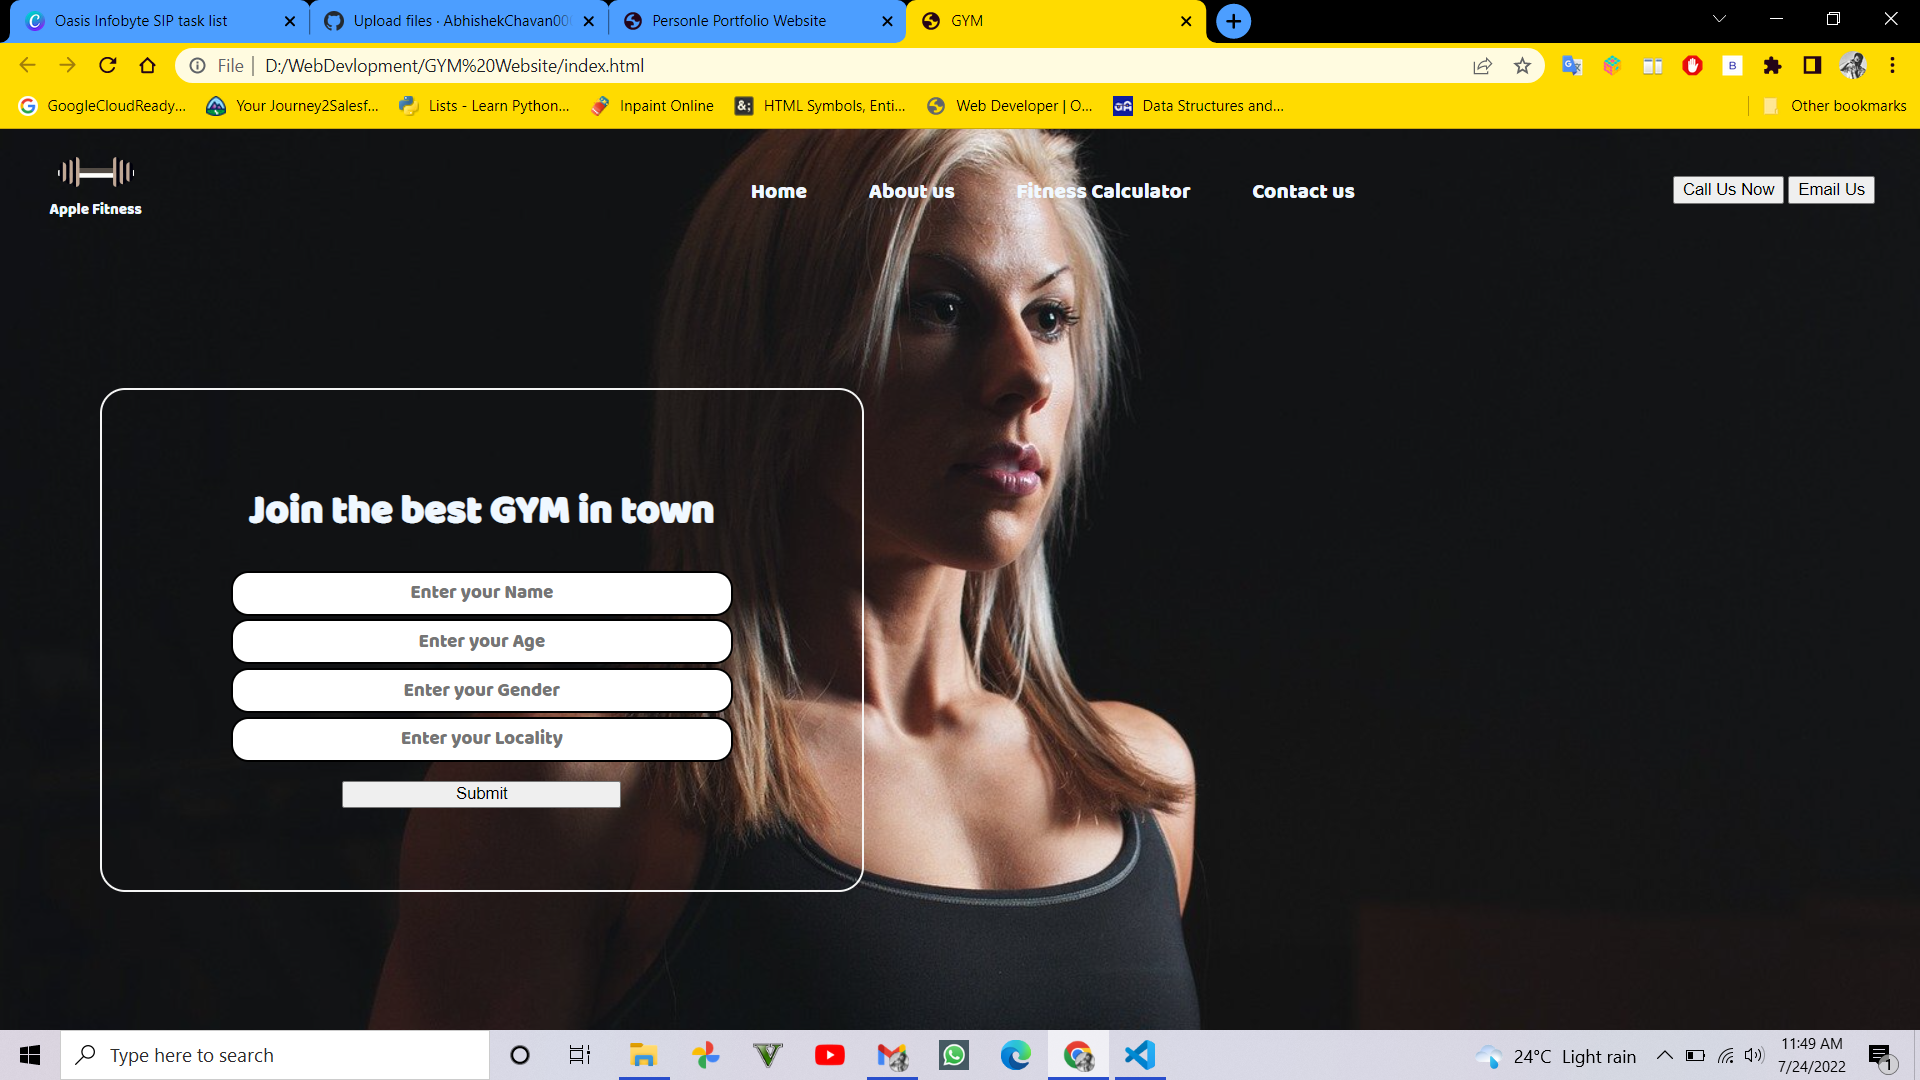 Oasis Infobyte SIP task list
Upload files · AbhishekChavan00
Personle Portfolio Website
GYM
File
D:/WebDevlopment/GYM%20Website/index.html
GoogleCloudReady...
Your Journey2Salesf...
Lists - Learn Python...
Inpaint Online
HTML Symbols, Enti...
Web Developer | O...
Data Structures and...
Other bookmarks
Apple Fitness
Home
About us
Fitness Calculator
Contact us
Call Us Now
Email Us
Join the best GYM in town
Enter your Name
Enter your Age
Enter your Gender
Enter your Locality
Submit
Type here to search
24°C Light rain
11:49 AM
7/24/2022
1